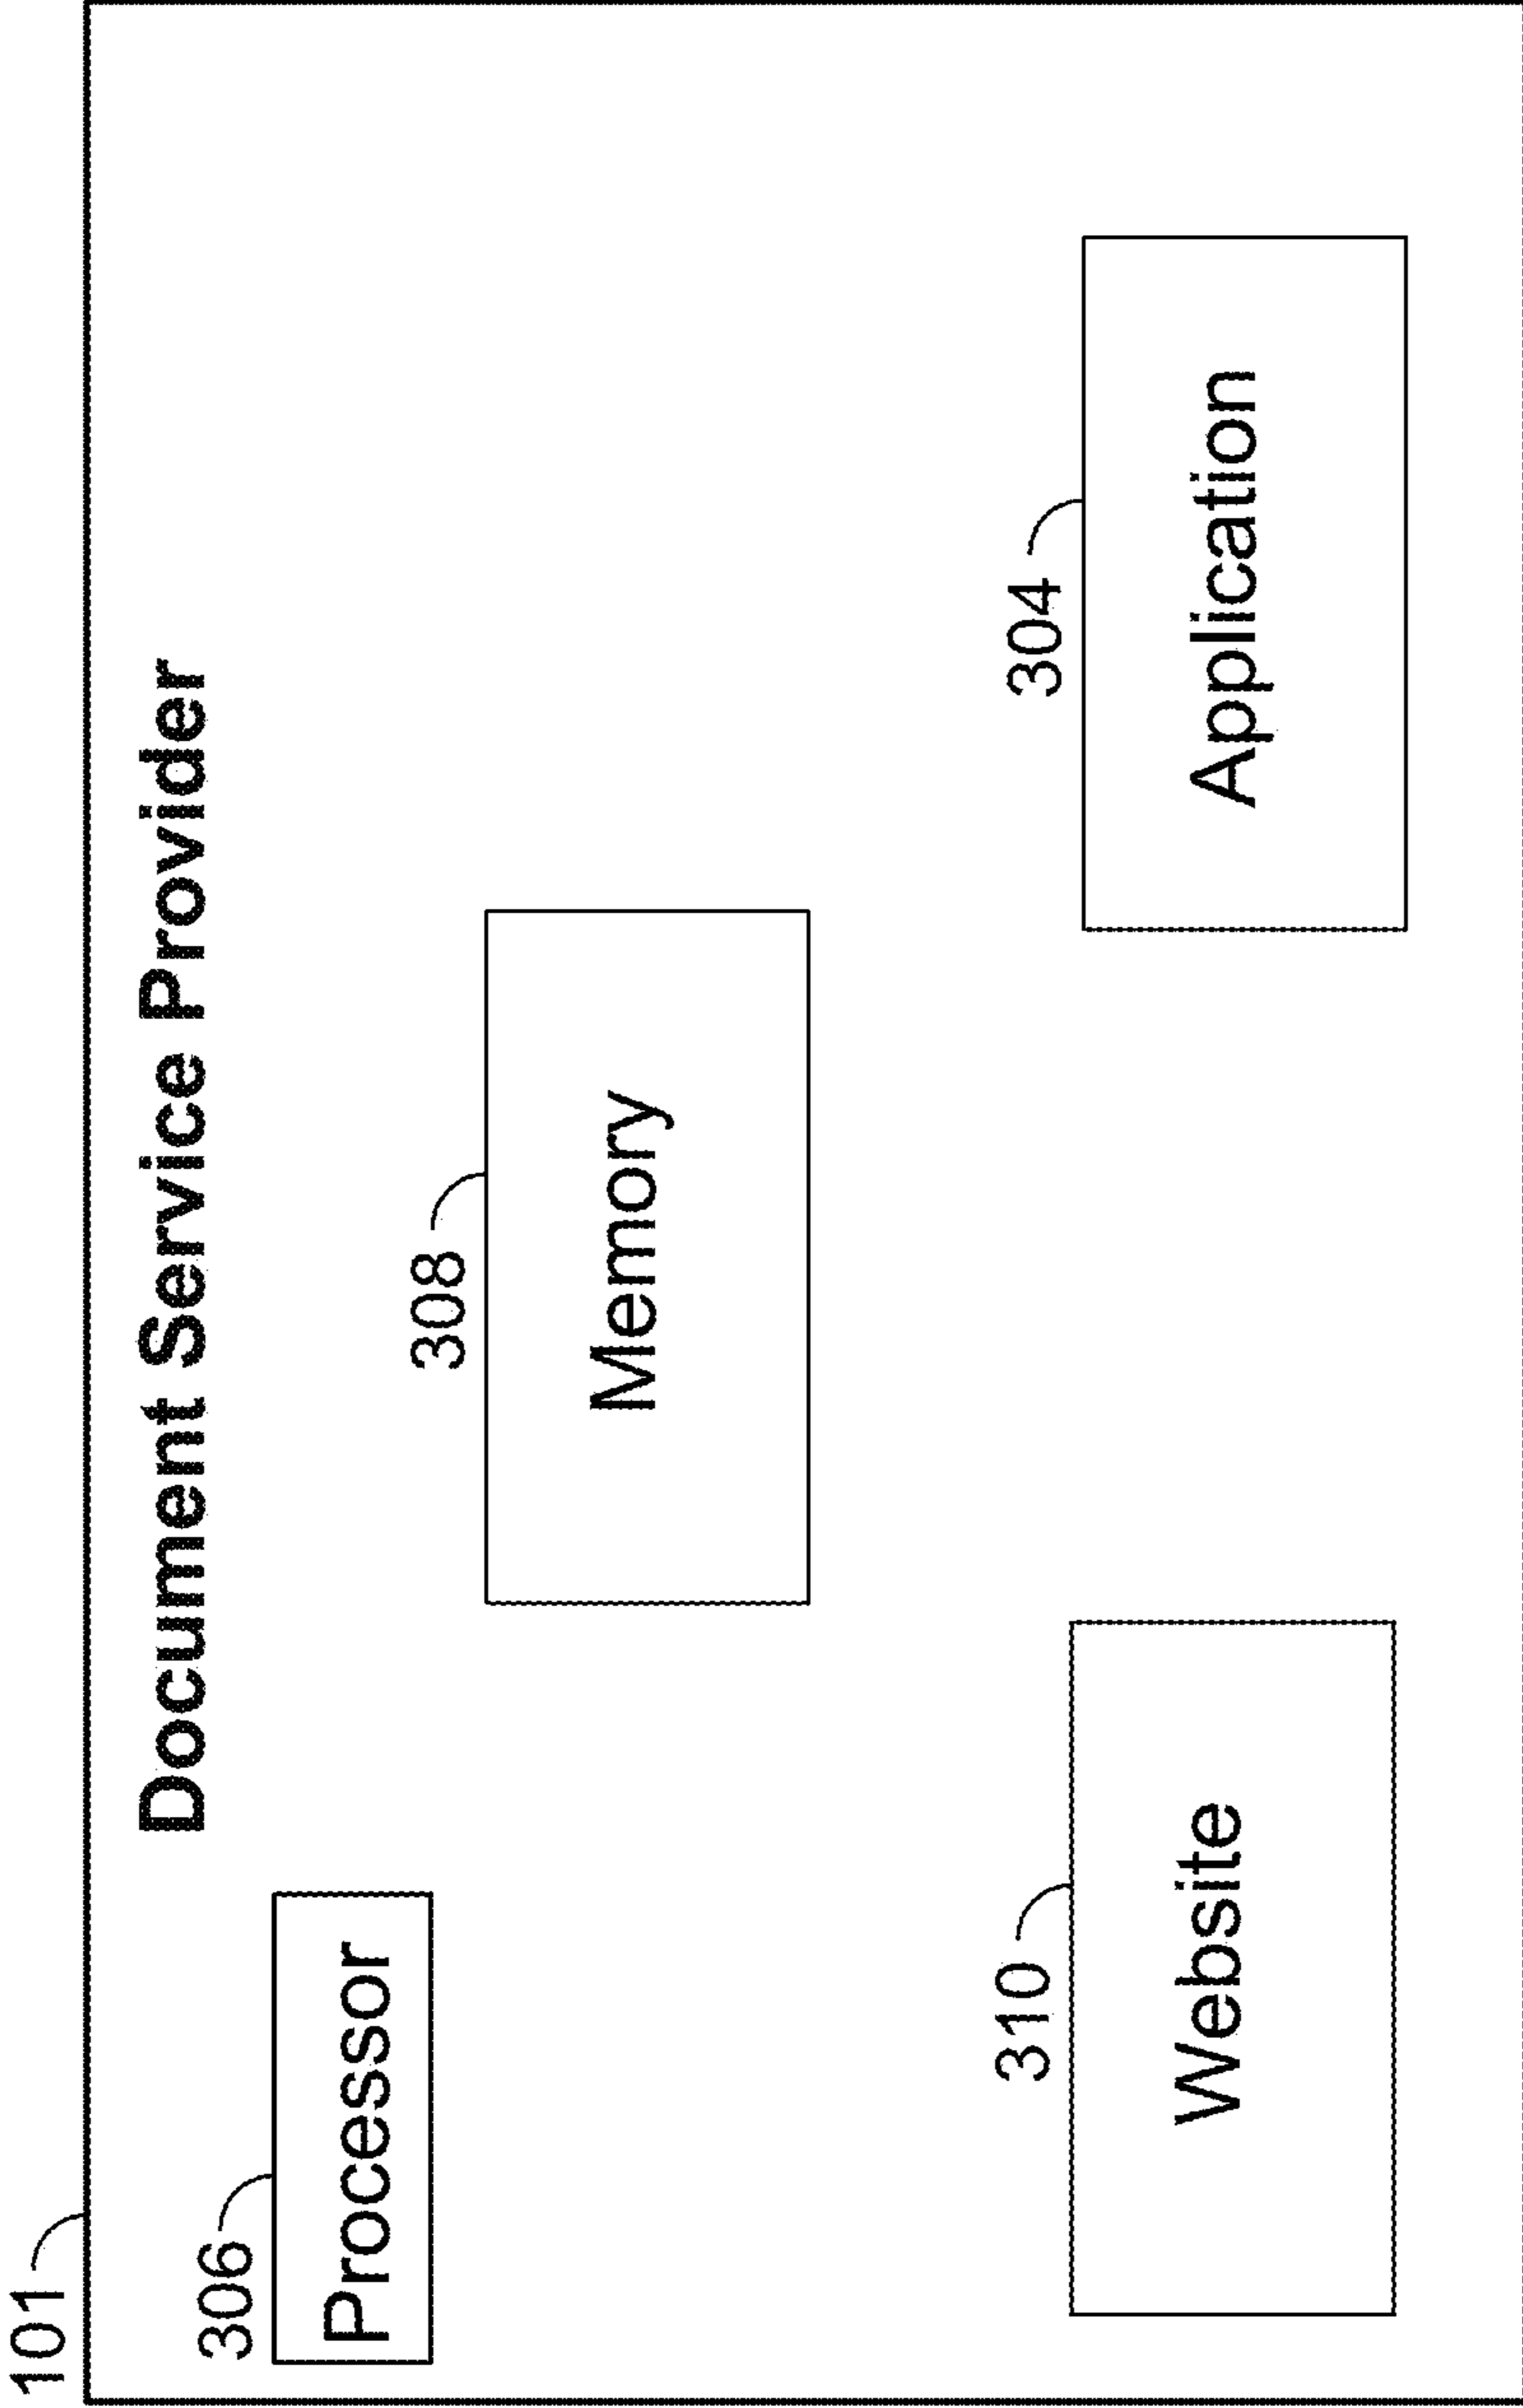 101
Document Service Provider
306
Processor
308
Memory
310
Website
304
Application